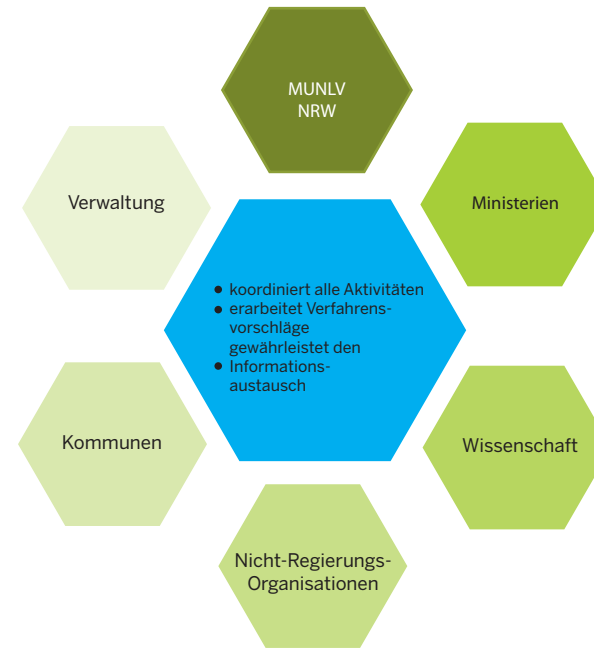 MUNLV
NRW
Verwaltung
Ministerien
• koordiniert alle Aktivitäten
• erarbeitet Verfahrens-
vorschläge
gewährleistet den
• Informations-
austausch
Kommunen
Wissenschaft
Nicht-Regierungs-
Organisationen